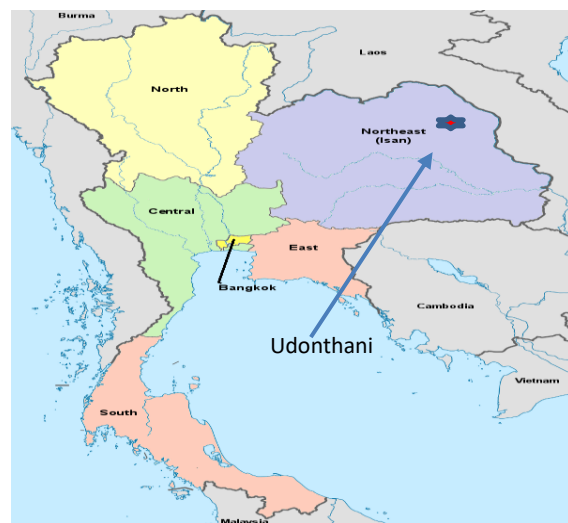 Burma
Laos
North
Northeast
(Isan)
Central
East
Bangkok
Cambodia
Udonthani
Vietnam
South
Malaysia